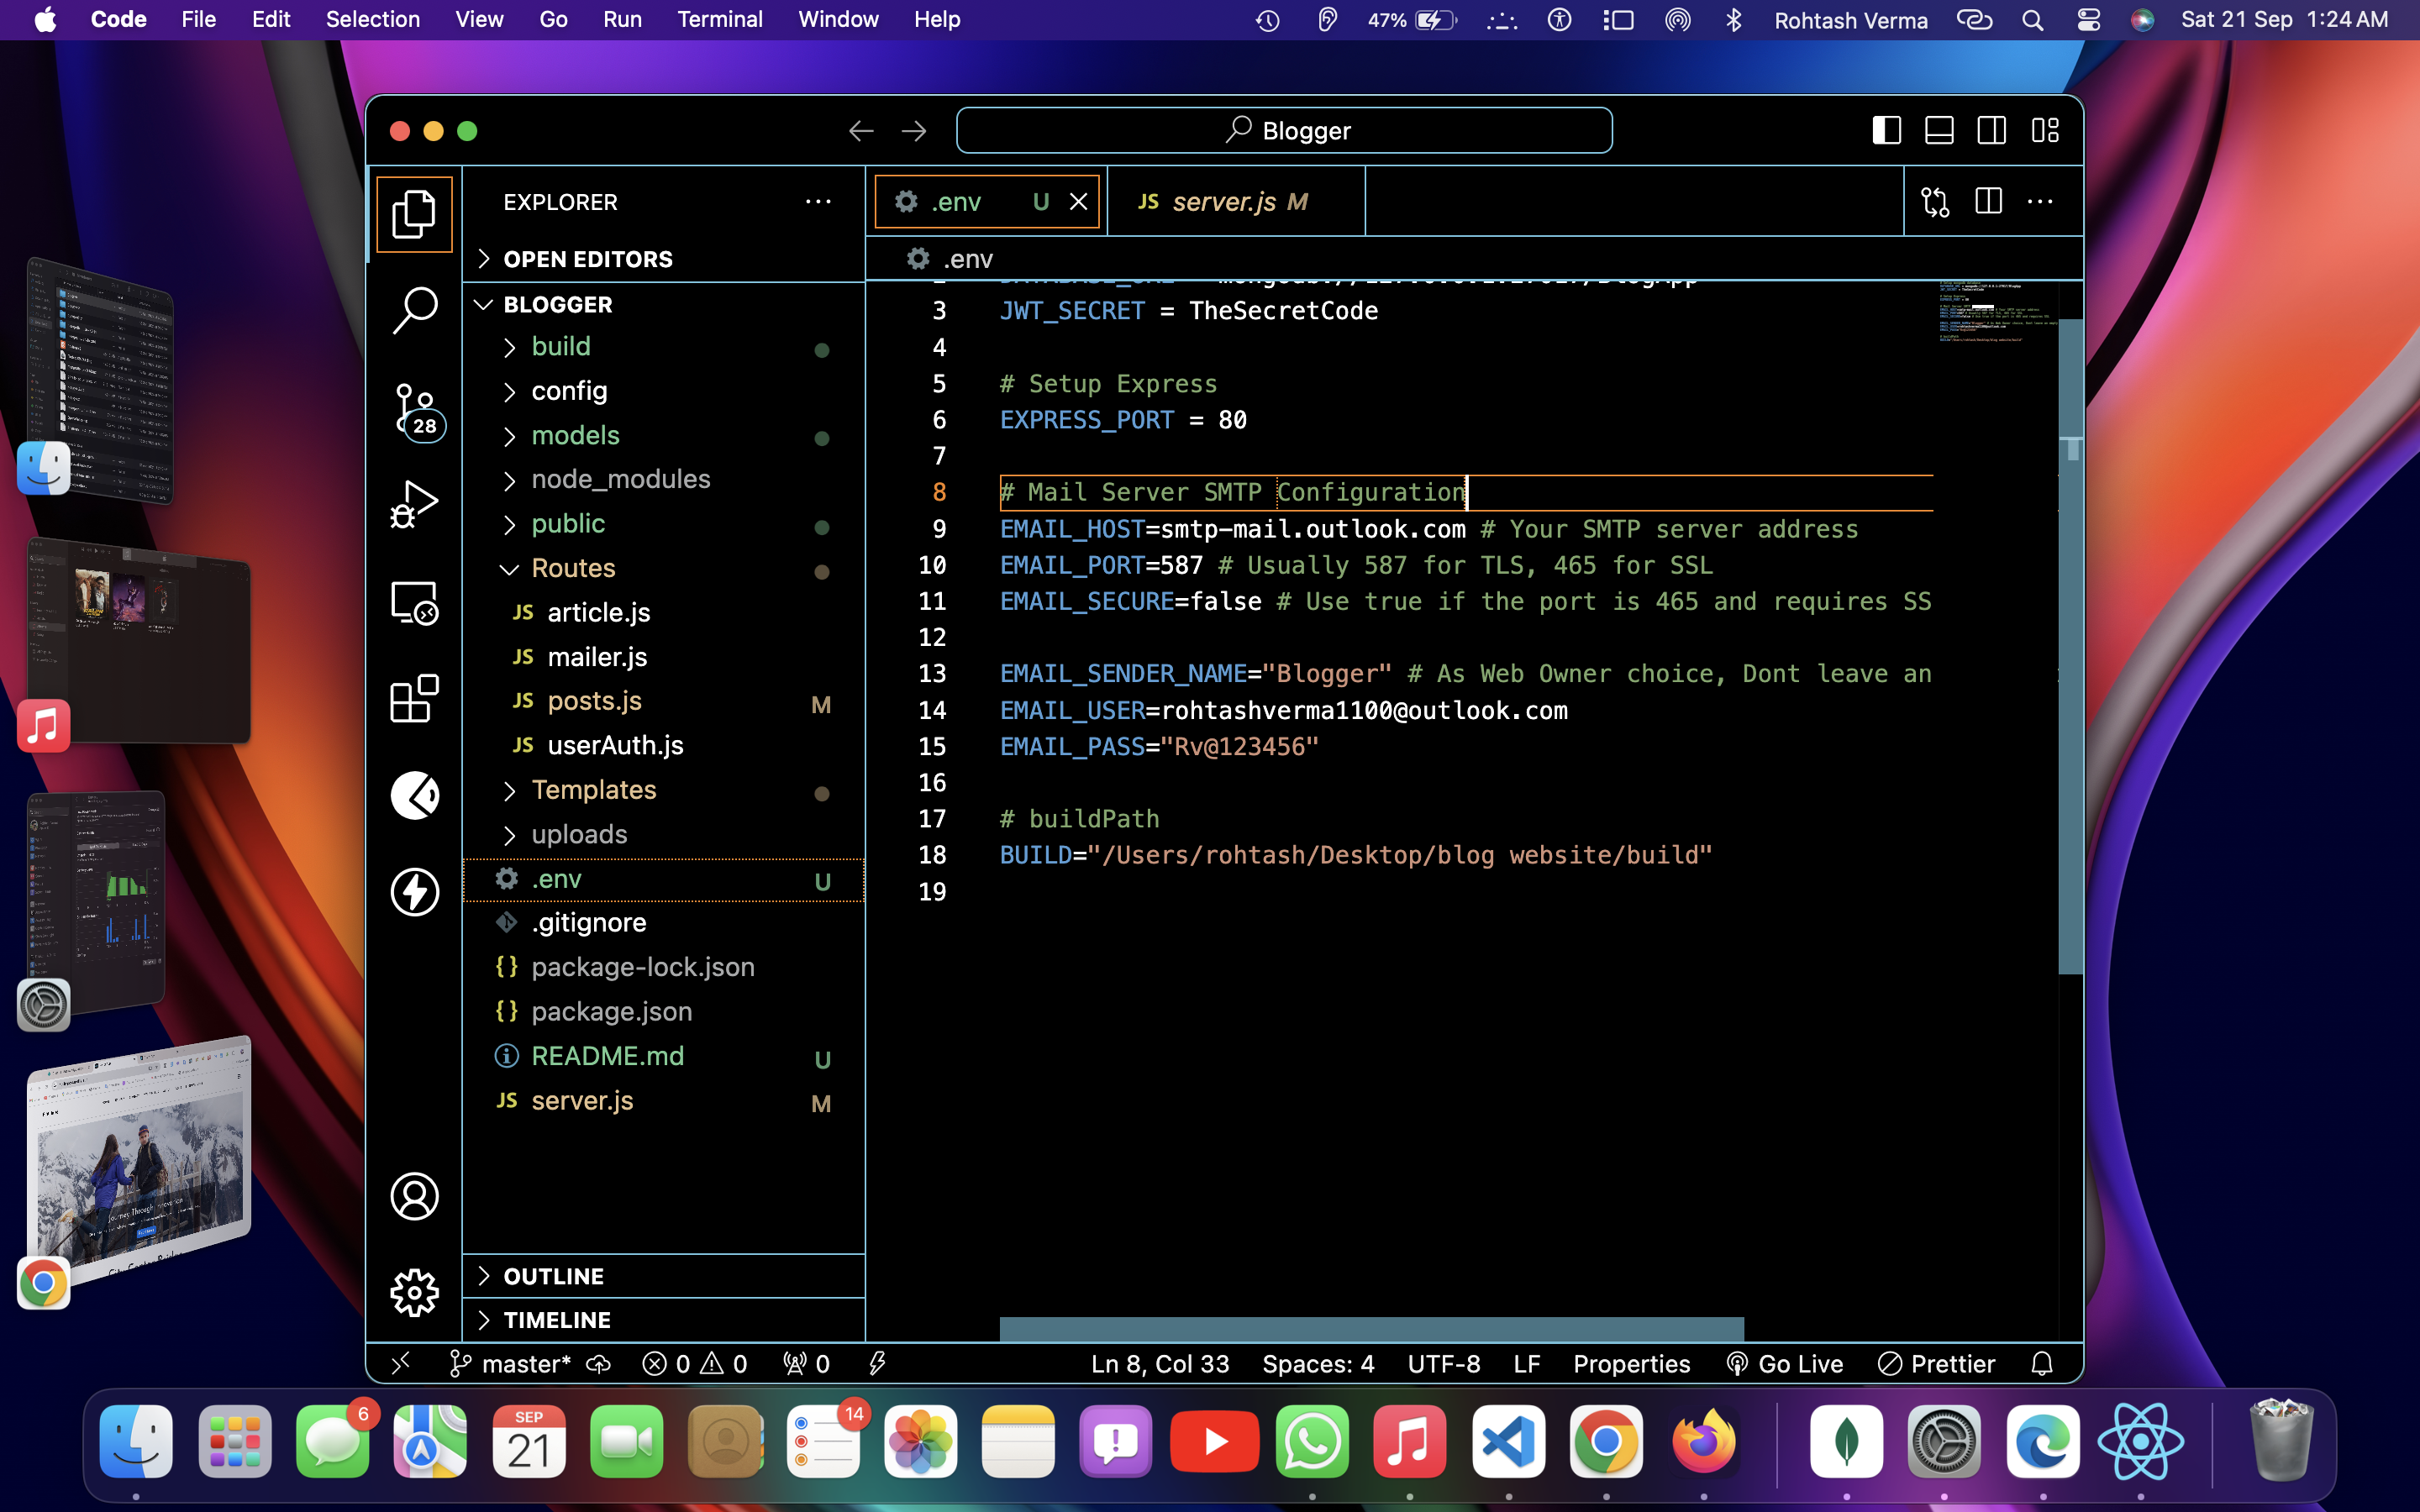 Code File Edit Selection View Go Run Terminal Window Help 47% Rohtash Verma Sat 21 Sep 1:24 AM
Blogger
EXPLORER
OPEN EDITORS
BLOGGER
build
config
models
node_modules
public
Routes
JS article.js
JS mailer.js
JS posts.js M
JS userAuth.js
Templates
uploads
.env U
.gitignore
{} package-lock.json
{} package.json
README.md U
JS server.js M
OUTLINE
TIMELINE
28
.env U JS server.js M
.env
3 JWT_SECRET = TheSecretCode
4
5 # Setup Express
6 EXPRESS_PORT = 80
7
8 # Mail Server SMTP Configuration
9 EMAIL_HOST=smtp-mail.outlook.com # Your SMTP server address
10 EMAIL_PORT=587 # Usually 587 for TLS, 465 for SSL
11 EMAIL_SECURE=false # Use true if the port is 465 and requires SS
12
13 EMAIL_SENDER_NAME="Blogger" # As Web Owner choice, Dont leave an
14 EMAIL_USER=rohtashverma1100@outlook.com
15 EMAIL_PASS="Rv@123456"
16
17 # buildPath
18 BUILD="/Users/rohtash/Desktop/blog website/build"
19
master* 0 0 0 Ln 8, Col 33 Spaces: 4 UTF-8 LF Properties Go Live Prettier
6 SEP 21 14